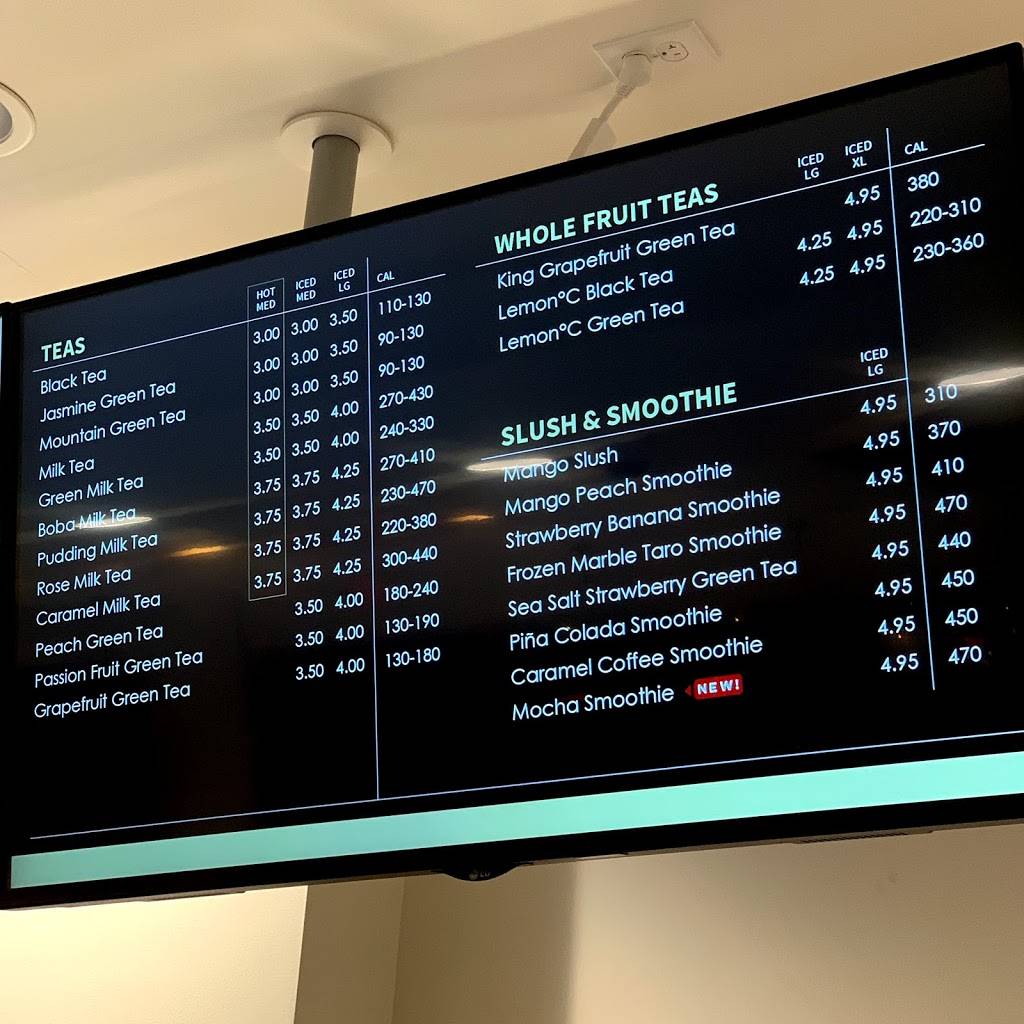 TEAS HOT MED ICED MED ICED LG CAL
Black Tea 3.00 3.00 3.50 110-130
Jasmine Green Tea 3.00 3.00 3.50 90-130
Mountain Green Tea 3.00 3.00 3.50 90-130
Milk Tea 3.50 3.50 4.00 270-430
Green Milk Tea 3.50 3.50 4.00 240-330
Boba Milk Tea 3.75 3.75 4.25 270-410
Pudding Milk Tea 3.75 3.75 4.25 230-470
Rose Milk Tea 3.75 3.75 4.25 220-380
Caramel Milk Tea 3.75 3.75 4.25 300-440
Peach Green Tea 3.50 4.00 180-240
Passion Fruit Green Tea 3.50 4.00 130-190
Grapefruit Green Tea 3.50 4.00 130-180
WHOLE FRUIT TEAS ICED LG ICED XL CAL
King Grapefruit Green Tea 4.95 380
Lemon°C Black Tea 4.25 4.95 220-310
Lemon°C Green Tea 4.25 4.95 230-360
SLUSH & SMOOTHIE ICED LG
Mango Slush 4.95 310
Mango Peach Smoothie 4.95 370
Strawberry Banana Smoothie 4.95 410
Frozen Marble Taro Smoothie 4.95 470
Sea Salt Strawberry Green Tea 4.95 440
Piña Colada Smoothie 4.95 450
Caramel Coffee Smoothie 4.95 450
Mocha Smoothie NEW! 4.95 470
LG